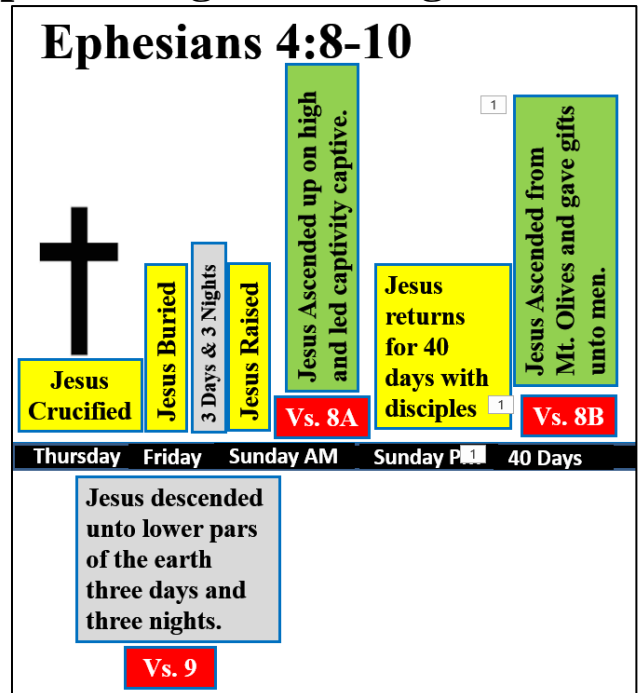 Ephesians 4:8-10
Jesus
Crucified
Jesus Buried
3 Days & 3 Nights
Jesus Raised
Jesus Ascended up on high
and led captivity captive.
Vs. 8A
Jesus
returns
for 40
days with
disciples
1
1
Jesus Ascended from
Mt. Olives and gave gifts
unto men.
Vs. 8B
Thursday Friday Sunday AM Sunday 1 40 Days
Jesus descended
unto lower pars
of the earth
three days and
three nights.
Vs. 9